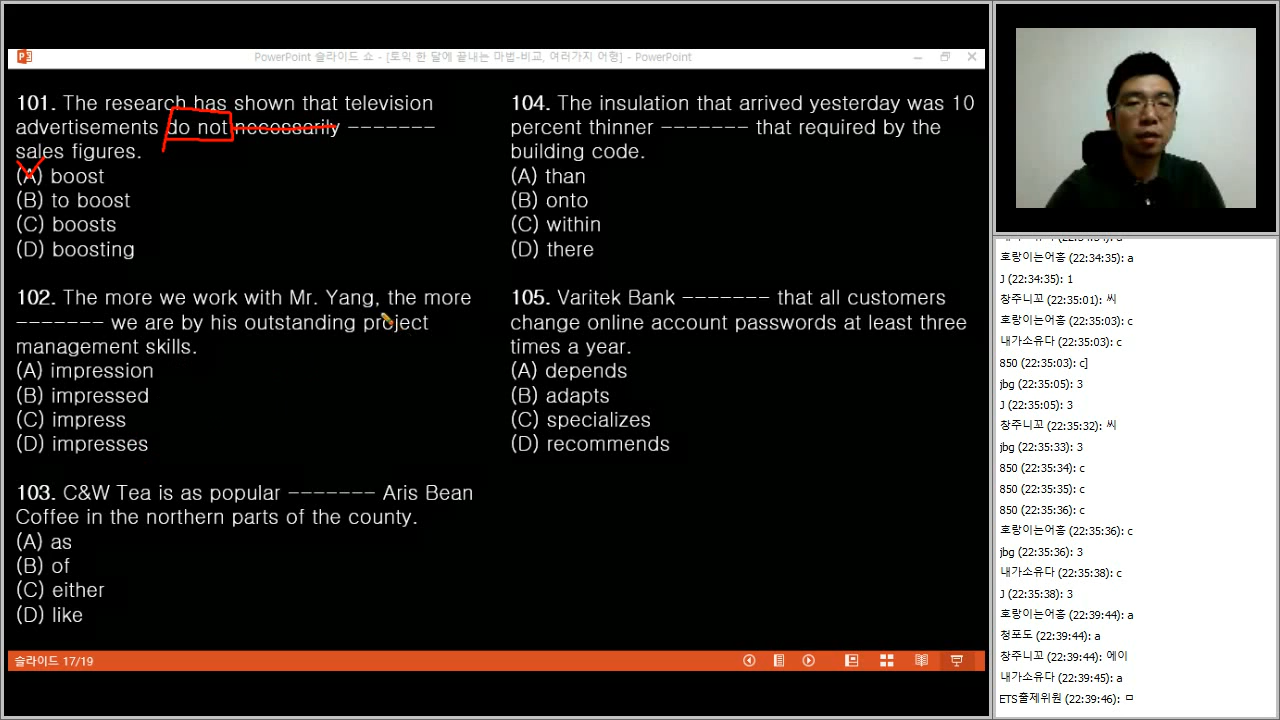 PowerPoint 슬라이드 쇼 - [토익 한 달에 끝내는 마법-비교, 여러가지 어형] - PowerPoint
101. The research has shown that television
advertisements do not necessarily -------
sales figures.
(A) boost
(B) to boost
(C) boosts
(D) boosting
102. The more we work with Mr. Yang, the more
------- we are by his outstanding project
management skills.
(A) impression
(B) impressed
(C) impress
(D) impresses
103. C&W Tea is as popular ------- Aris Bean
Coffee in the northern parts of the county.
(A) as
(B) of
(C) either
(D) like
104. The insulation that arrived yesterday was 10
percent thinner ------- that required by the
building code.
(A) than
(B) onto
(C) within
(D) there
105. Varitek Bank ------- that all customers
change online account passwords at least three
times a year.
(A) depends
(B) adapts
(C) specializes
(D) recommends
슬라이드 17/19
호랑이는어흥 (22:34:35): a
J (22:34:35): 1
창주니꼬 (22:35:01): 씨
호랑이는어흥 (22:35:03): c
내가소유다 (22:35:03): c
850 (22:35:03): c]
jbg (22:35:05): 3
J (22:35:05): 3
창주니꼬 (22:35:32): 씨
jbg (22:35:33): 3
850 (22:35:34): c
850 (22:35:35): c
850 (22:35:36): c
호랑이는어흥 (22:35:36): c
jbg (22:35:36): 3
내가소유다 (22:35:38): c
J (22:35:38): 3
호랑이는어흥 (22:39:44): a
청포도 (22:39:44): a
창주니꼬 (22:39:44): 에이
내가소유다 (22:39:45): a
ETS출제위원 (22:39:46): ㅁ